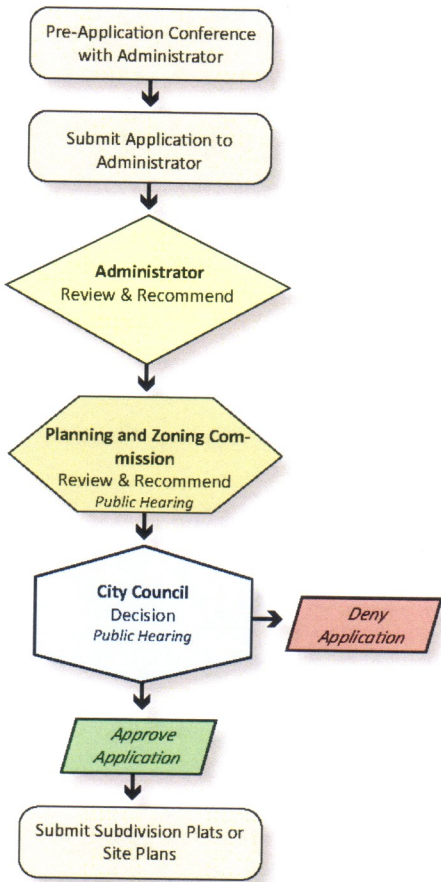 Pre-Application Conference
with Administrator
Submit Application to
Administrator
Administrator
Review & Recommend
Planning and Zoning Com-
mission
Review & Recommend
Public Hearing
City Council
Decision
Public Hearing
Deny
Application
Approve
Application
Submit Subdivision Plats or
Site Plans